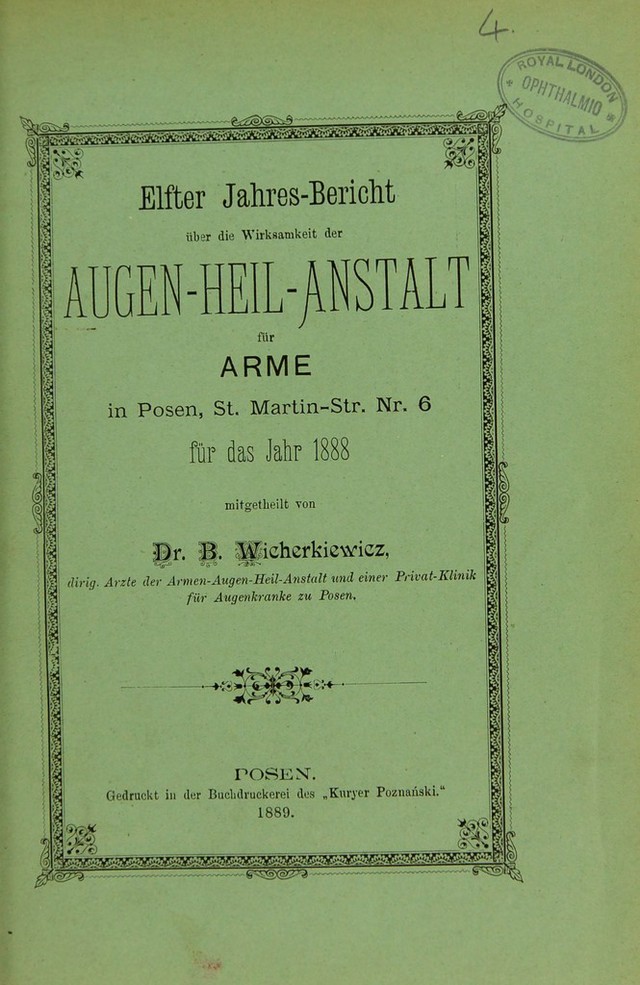 4.
ROYAL LONDON
OPHTHALMIC
HOSPITAL
Elfter Jahres-Bericht
über die Wirksamkeit der
AUGEN-HEIL-ANSTALT
für
ARME
in Posen, St. Martin-Str. Nr. 6
für das Jahr 1888
mitgetheilt von
Dr. B. Wicherkiewicz,
dirig. Arzte der Armen-Augen-Heil-Anstalt und einer Privat-Klinik
für Augenkranke zu Posen.
POSEN.
Gedruckt in der Buchdruckerei des „Kuryer Poznański.“
1889.